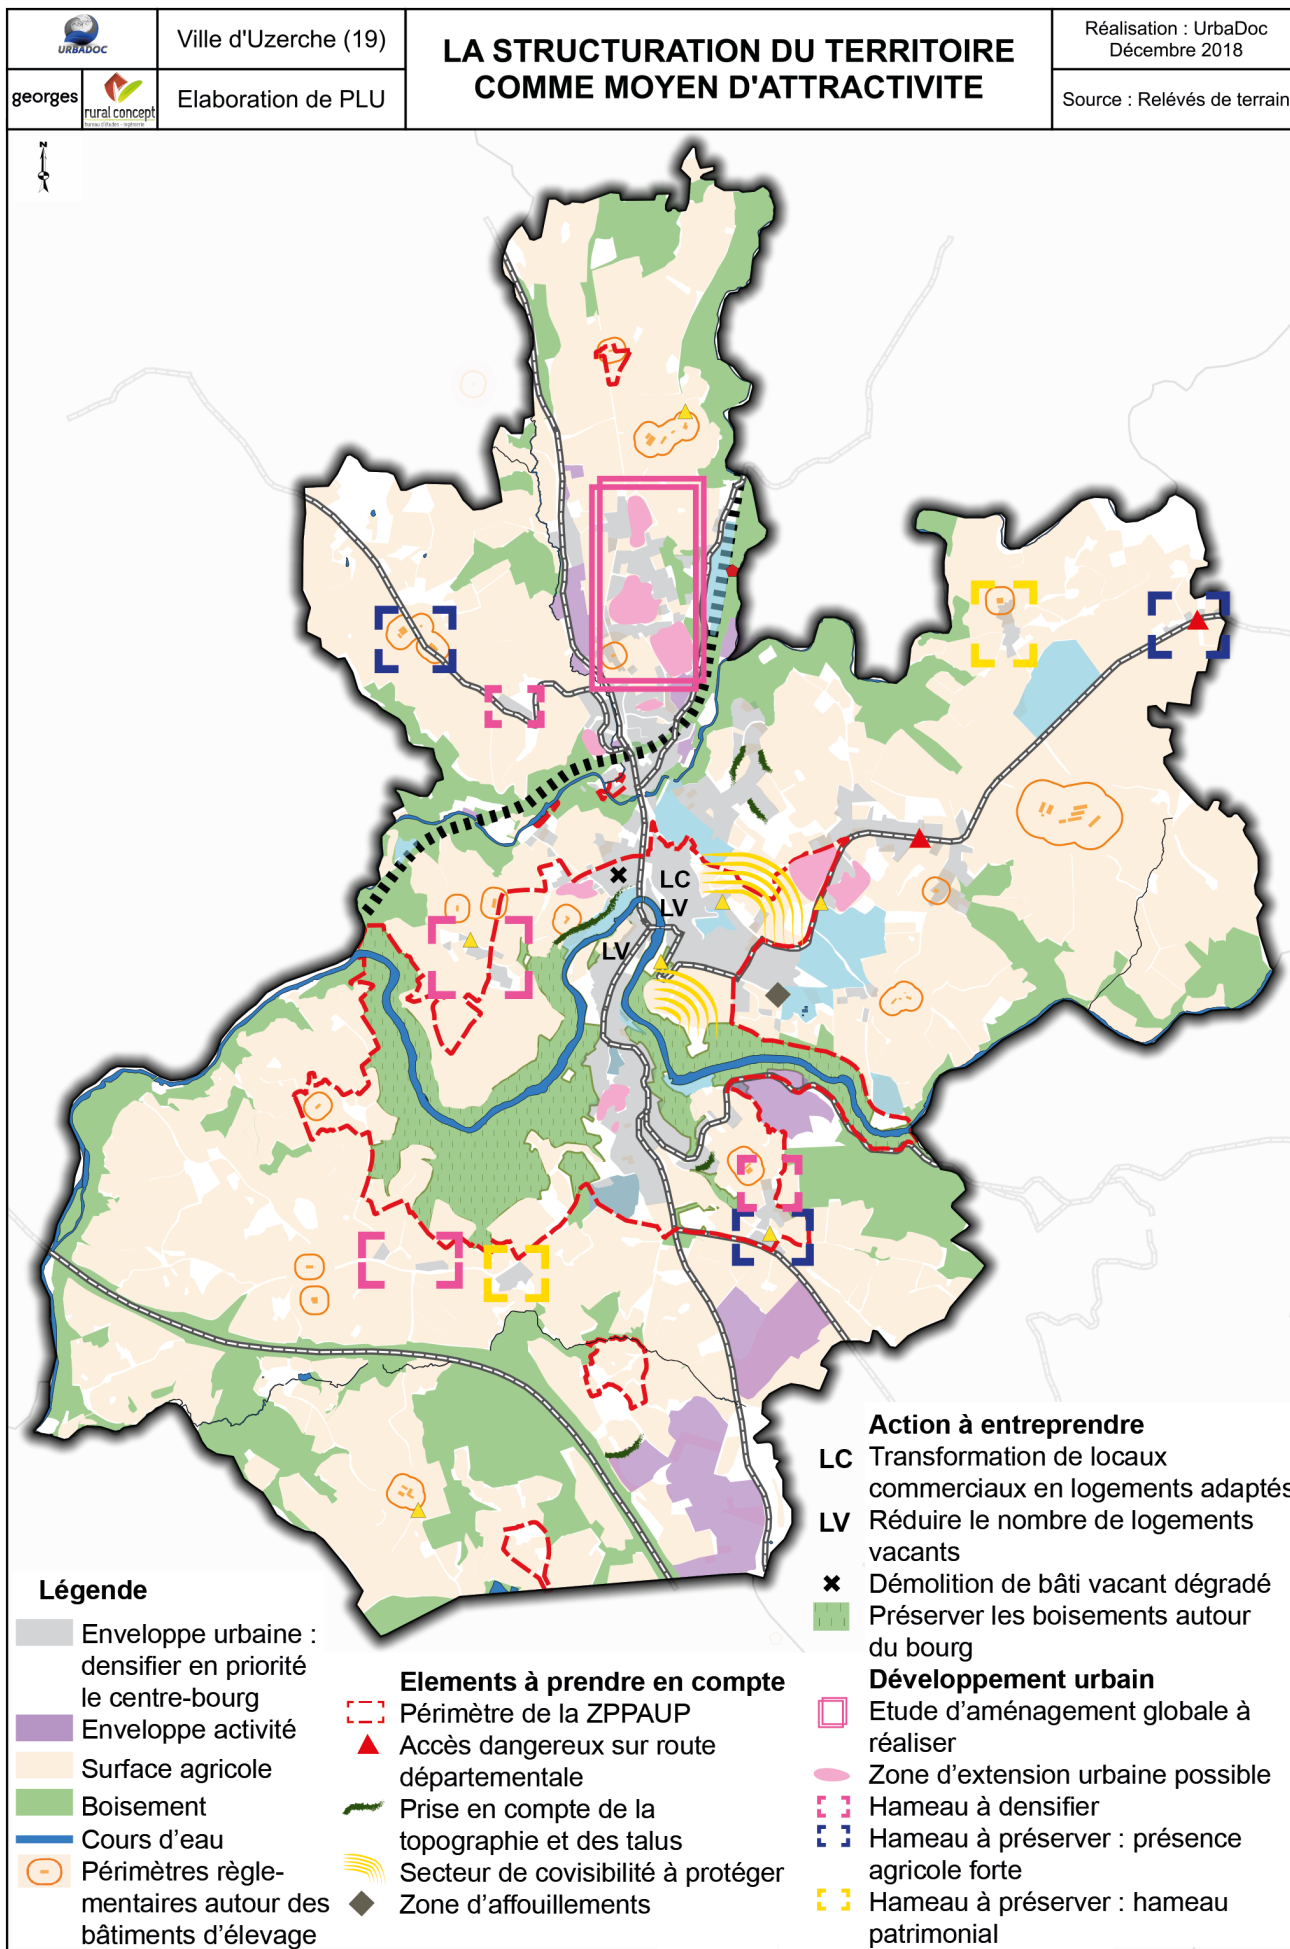 URBADOC
Ville d'Uzerche (19)
georges
rural concept
bureau d'études - ingénierie
Elaboration de PLU
LA STRUCTURATION DU TERRITOIRE
COMME MOYEN D'ATTRACTIVITE
Réalisation : UrbaDoc
Décembre 2018
Source : Relévés de terrain
N
LC
LV
LV
Légende
Enveloppe urbaine :
densifier en priorité
le centre-bourg
Enveloppe activité
Surface agricole
Boisement
Cours d'eau
Périmètres règle-
mentaires autour des
bâtiments d'élevage
Elements à prendre en compte
Périmètre de la ZPPAUP
Accès dangereux sur route
départementale
Prise en compte de la
topographie et des talus
Secteur de covisibilité à protéger
Zone d'affouillements
Action à entreprendre
LC Transformation de locaux
commerciaux en logements adaptés
LV Réduire le nombre de logements
vacants
Démolition de bâti vacant dégradé
Préserver les boisements autour
du bourg
Développement urbain
Etude d'aménagement globale à
réaliser
Zone d'extension urbaine possible
Hameau à densifier
Hameau à préserver : présence
agricole forte
Hameau à préserver : hameau
patrimonial